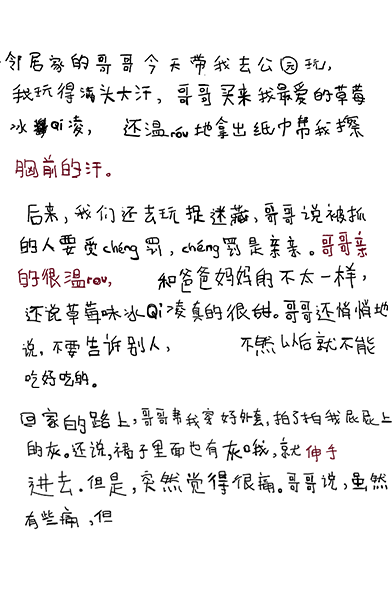 邻居家的哥哥今天带我去公园玩，
我玩得满头大汗，哥哥买来我最爱的草莓
冰Qi凌，还温róu地拿出纸巾帮我擦
胸前的汗。
后来，我们还去玩捉迷藏，哥哥说被抓
的人要受chéng罚，chéng罚是亲亲。哥哥亲
的很温rou，和爸爸妈妈的不太一样，
还说草莓味冰Qi凌真的很甜。哥哥还悄悄地
说，不要告诉别人，不然以后就不能
吃好吃的。
回家的路上，哥哥帮我穿好外套，拍了拍我屁屁上
的灰。还说，裙子里面也有灰哦，就伸手
进去。但是，突然觉得很痛。哥哥说，虽然
有些痛，但